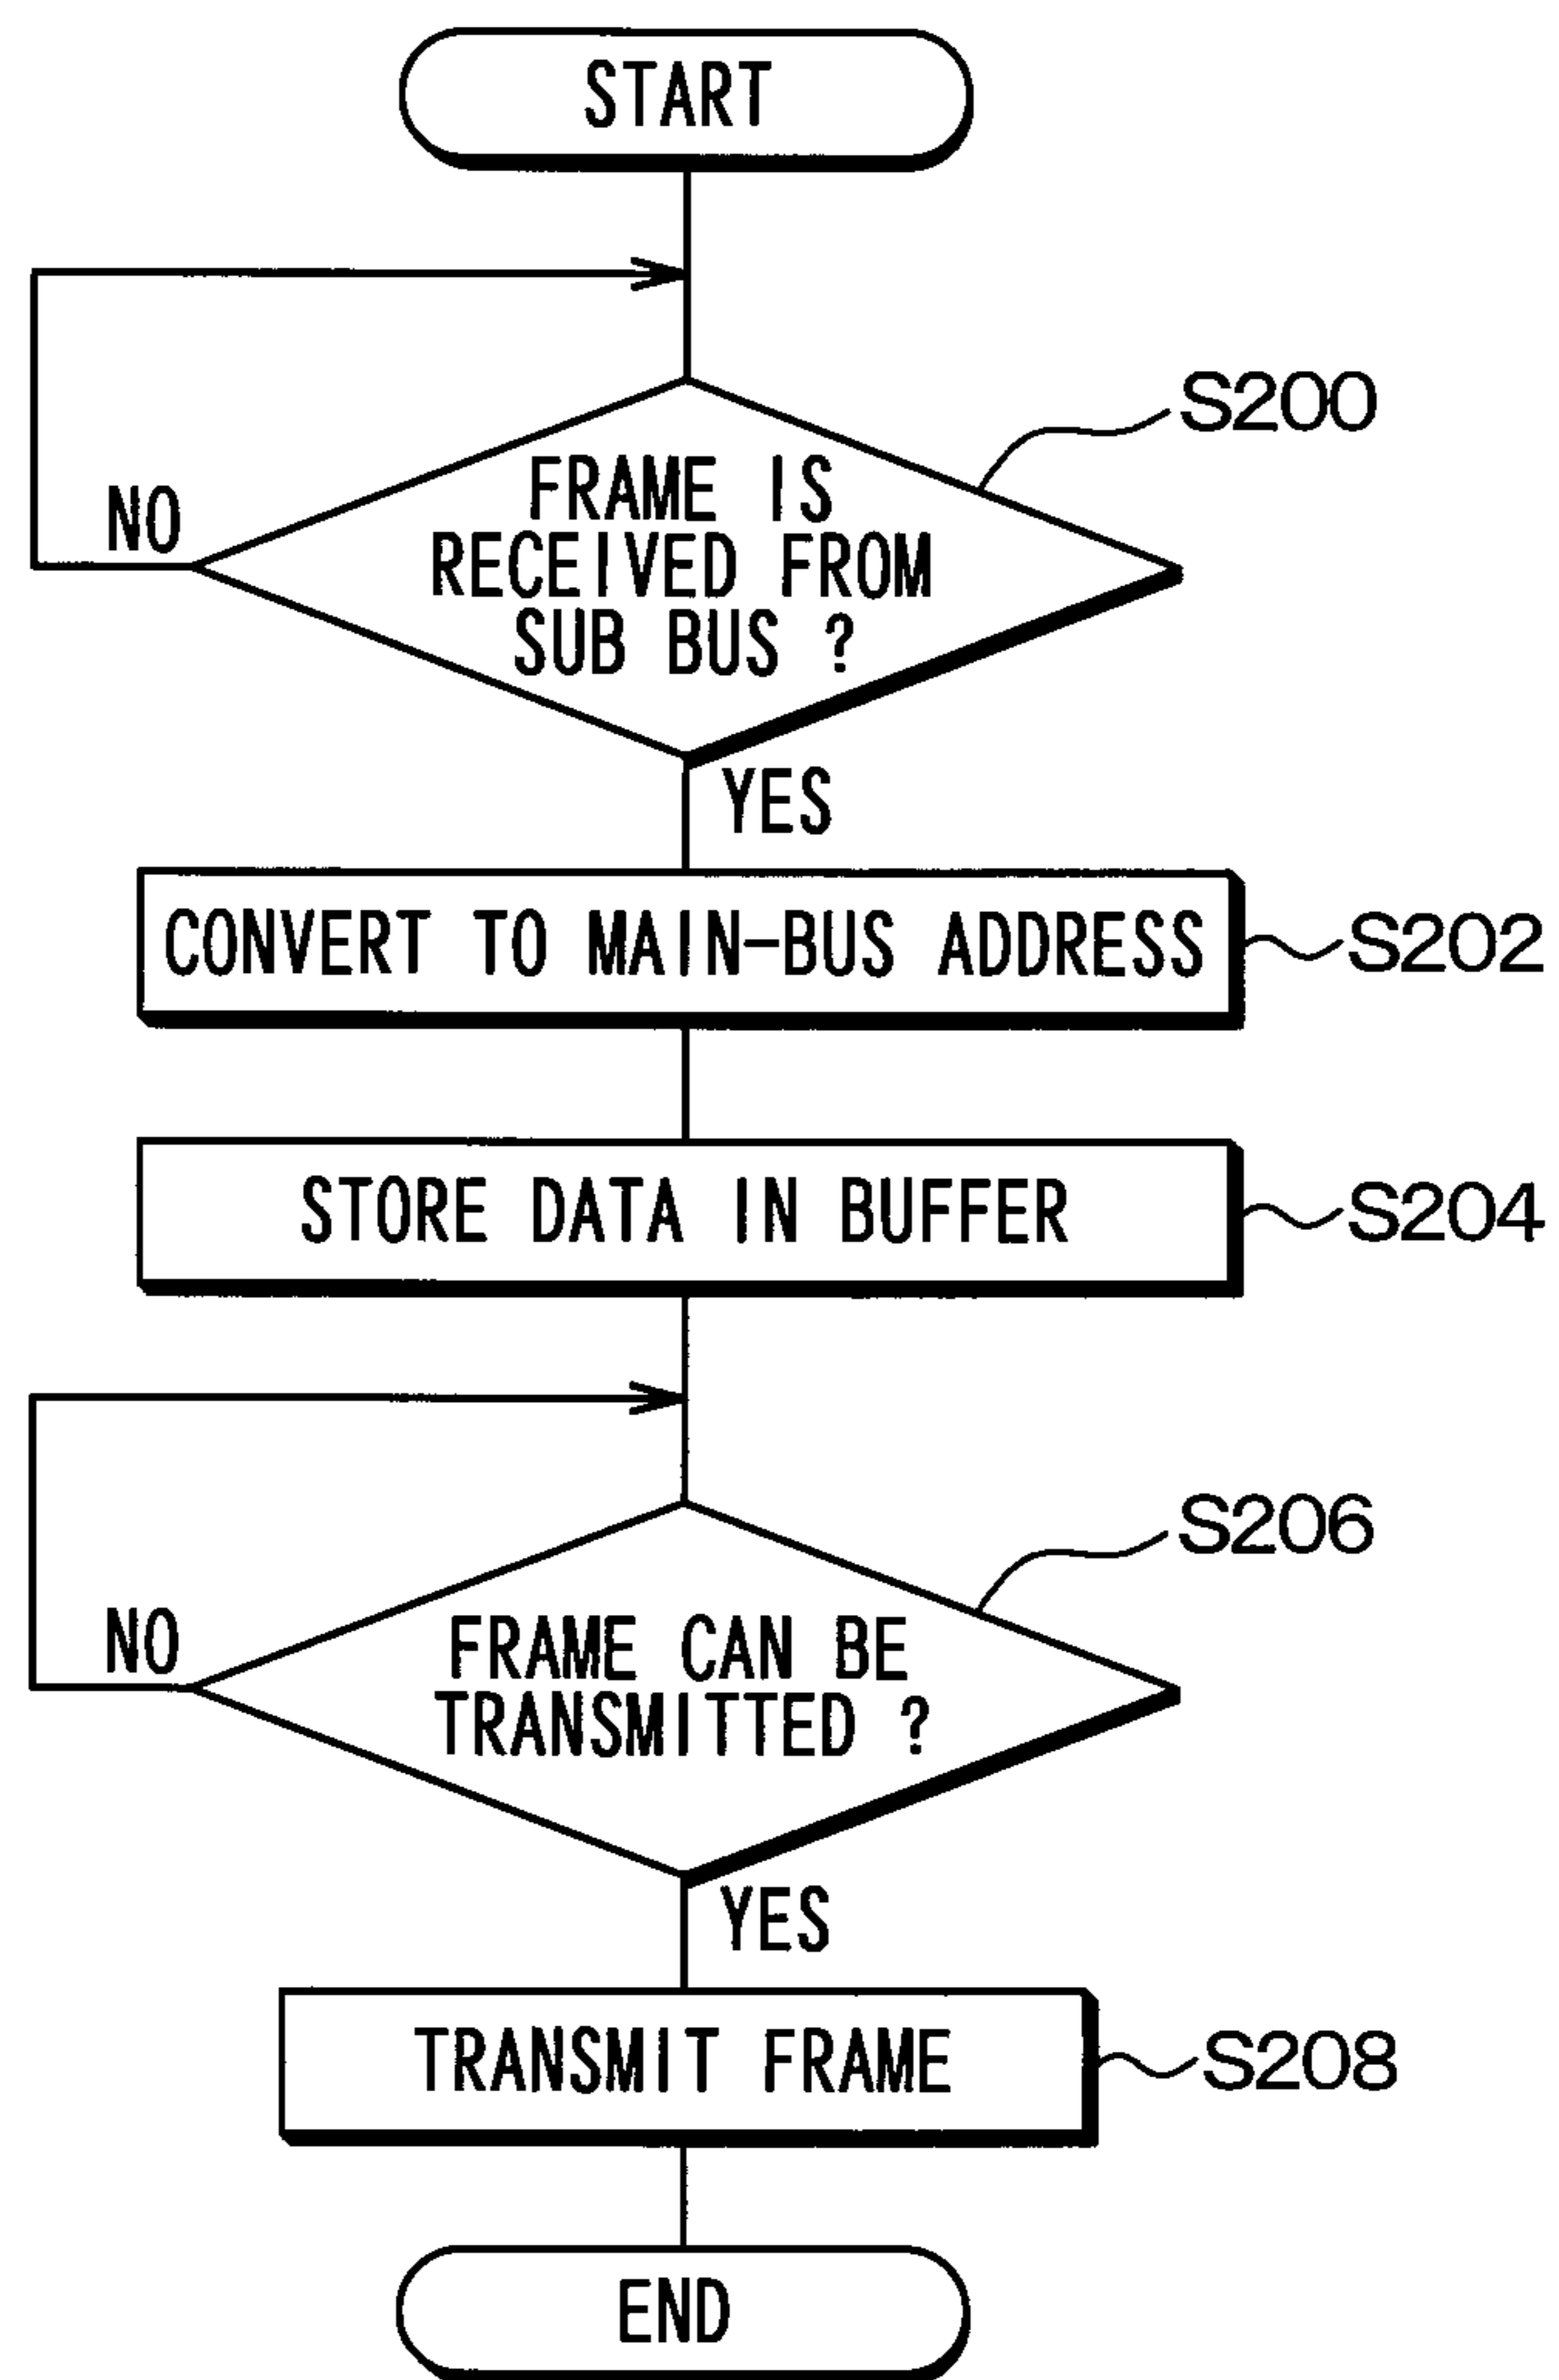 START
S200
FRAME IS
RECEIVED FROM
SUB BUS ?
NO
YES
CONVERT TO MAIN-BUS ADDRESS
S202
STORE DATA IN BUFFER
S204
S206
FRAME CAN BE
TRANSMITTED ?
NO
YES
TRANSMIT FRAME
S208
END